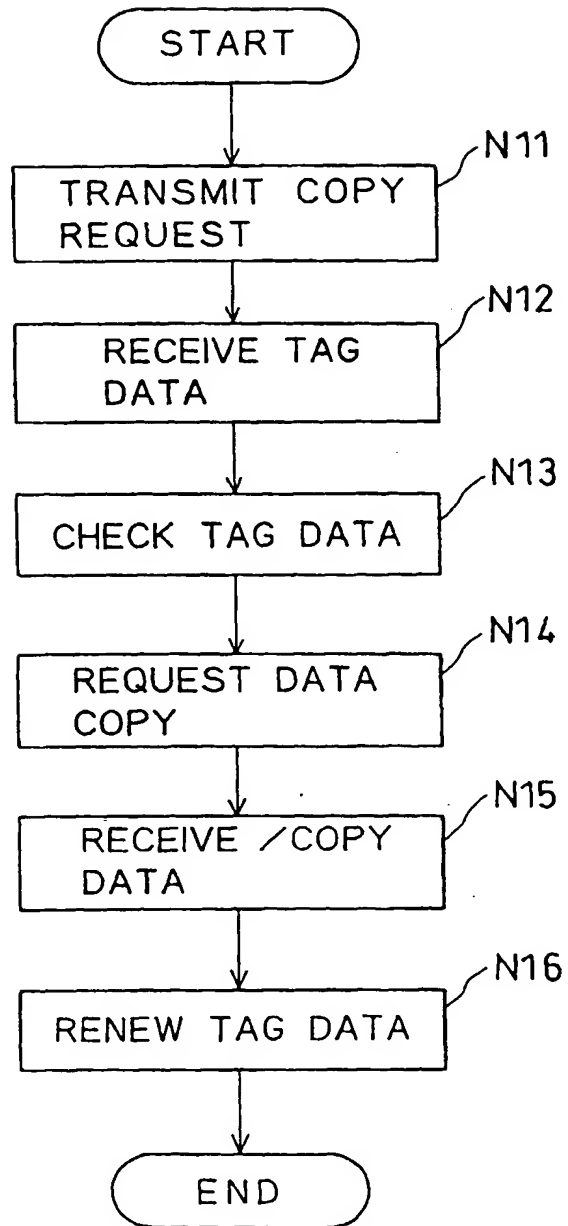 START
N11
TRANSMIT COPY
REQUEST
N12
RECEIVE TAG
DATA
N13
CHECK TAG DATA
N14
REQUEST DATA
COPY
N15
RECEIVE /COPY
DATA
N16
RENEW TAG DATA
END